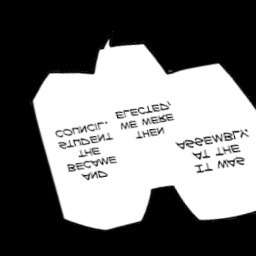 IT WAS
AT THE
ASSEMBLY.
THEN
WE WERE
ELECTED,
AND
BECAME
THE
STUDENT
COUNCIL.